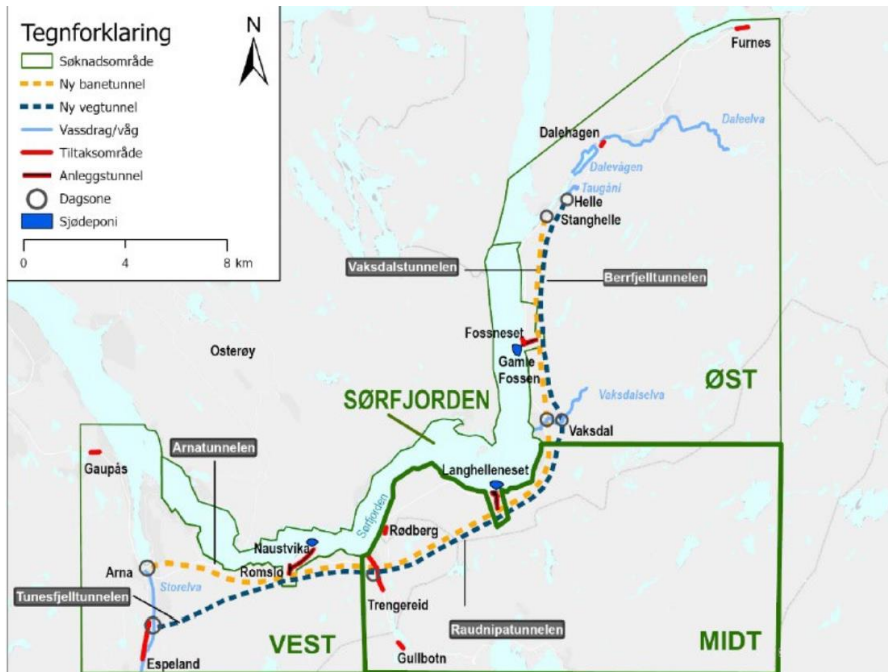 Tegnforklaring
Søknadsområde
Ny banetunnel
Ny vegtunnel
Vassdrag/våg
Tiltaksområde
Anleggstunnel
Dagsone
Sjødeponi
N
0 4 8 km
Furnes
Daleelva
Dalehagen
Dalevågen
Taugåni
Helle
Stanghelle
Vaksdalstunnelen
Berrfjelltunnelen
Fossneset
Gamle
Fossen
Osterøy
ØST
SØRFJORDEN
Vaksdalselva
Vaksdal
Arnatunnelen
Langhelleneset
Gaupås
Sørfjorden
Rødberg
Naustvika
Romslo
Arna
Storelva
Tunesfjelltunnelen
Trengereid
Raudnipatunnelen
VEST
MIDT
Gullbotn
Espeland